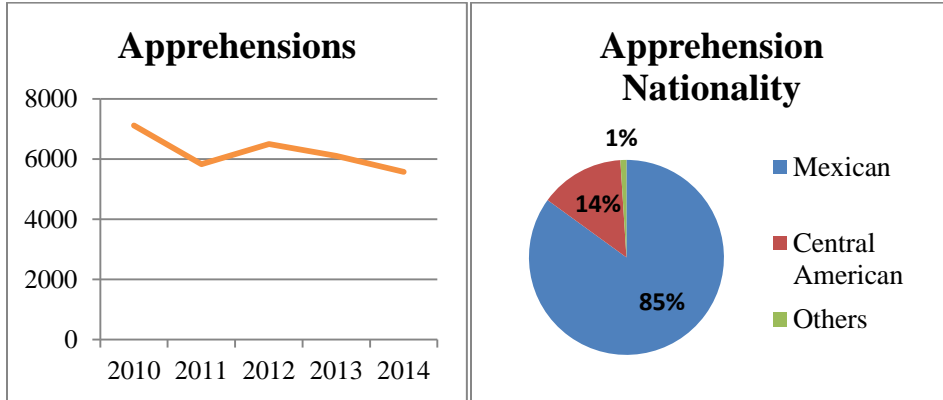 Apprehensions
8000
6000
4000
2000
0
2010 2011 2012 2013 2014
Apprehension
Nationality
1%
14%
85%
Mexican
Central
American
Others